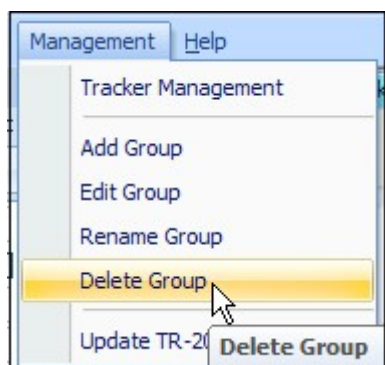 Management Help
Tracker Management
Add Group
Edit Group
Rename Group
Delete Group
Update
Delete Group